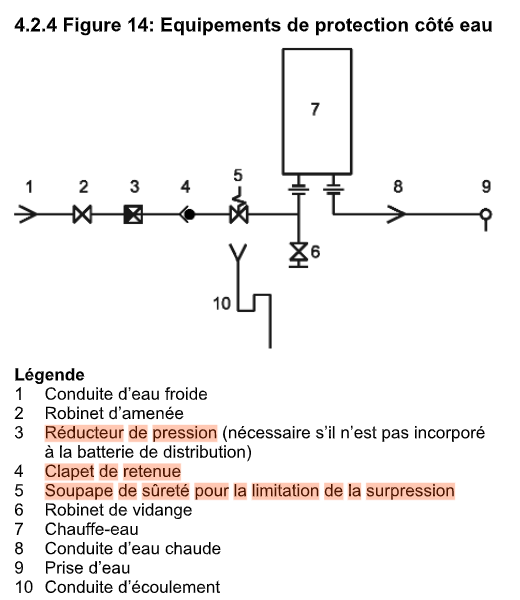 4.2.4 Figure 14: Equipements de protection côté eau
7
1 2 3 4 5 8 9
6
10
Légende
1 Conduite d'eau froide
2 Robinet d'amenée
3 Réducteur de pression (nécessaire s'il n'est pas incorporé
à la batterie de distribution)
4 Clapet de retenue
5 Soupape de sûreté pour la limitation de la surpression
6 Robinet de vidange
7 Chauffe-eau
8 Conduite d'eau chaude
9 Prise d'eau
10 Conduite d'écoulement